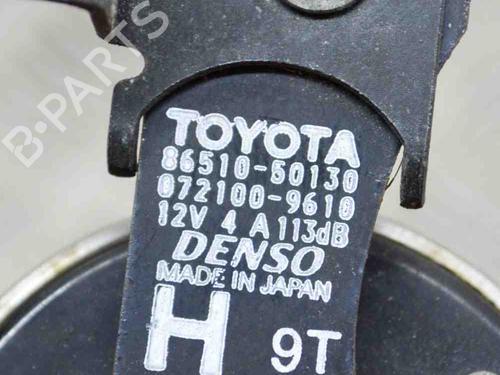 B-PARTS
TOYOTA
86510-50130
072100-9610
12V 4 A 113dB
DENSO
MADE IN JAPAN
H 9T